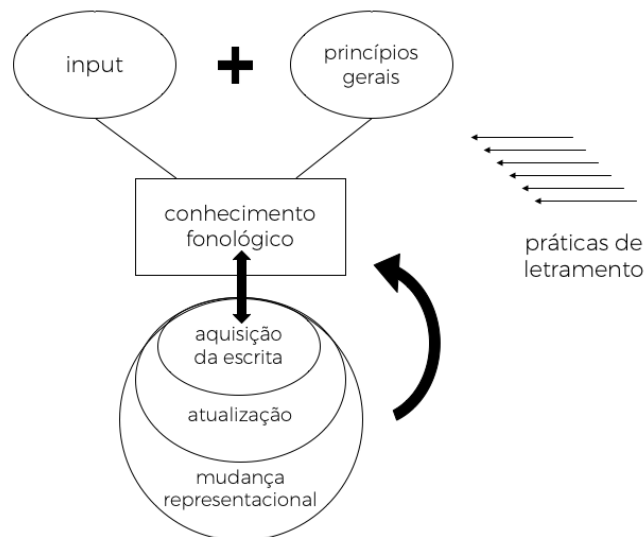 input
+
princípios
gerais
conhecimento
fonológico
práticas de
letramento
aquisição
da escrita
atualização
mudança
representacional